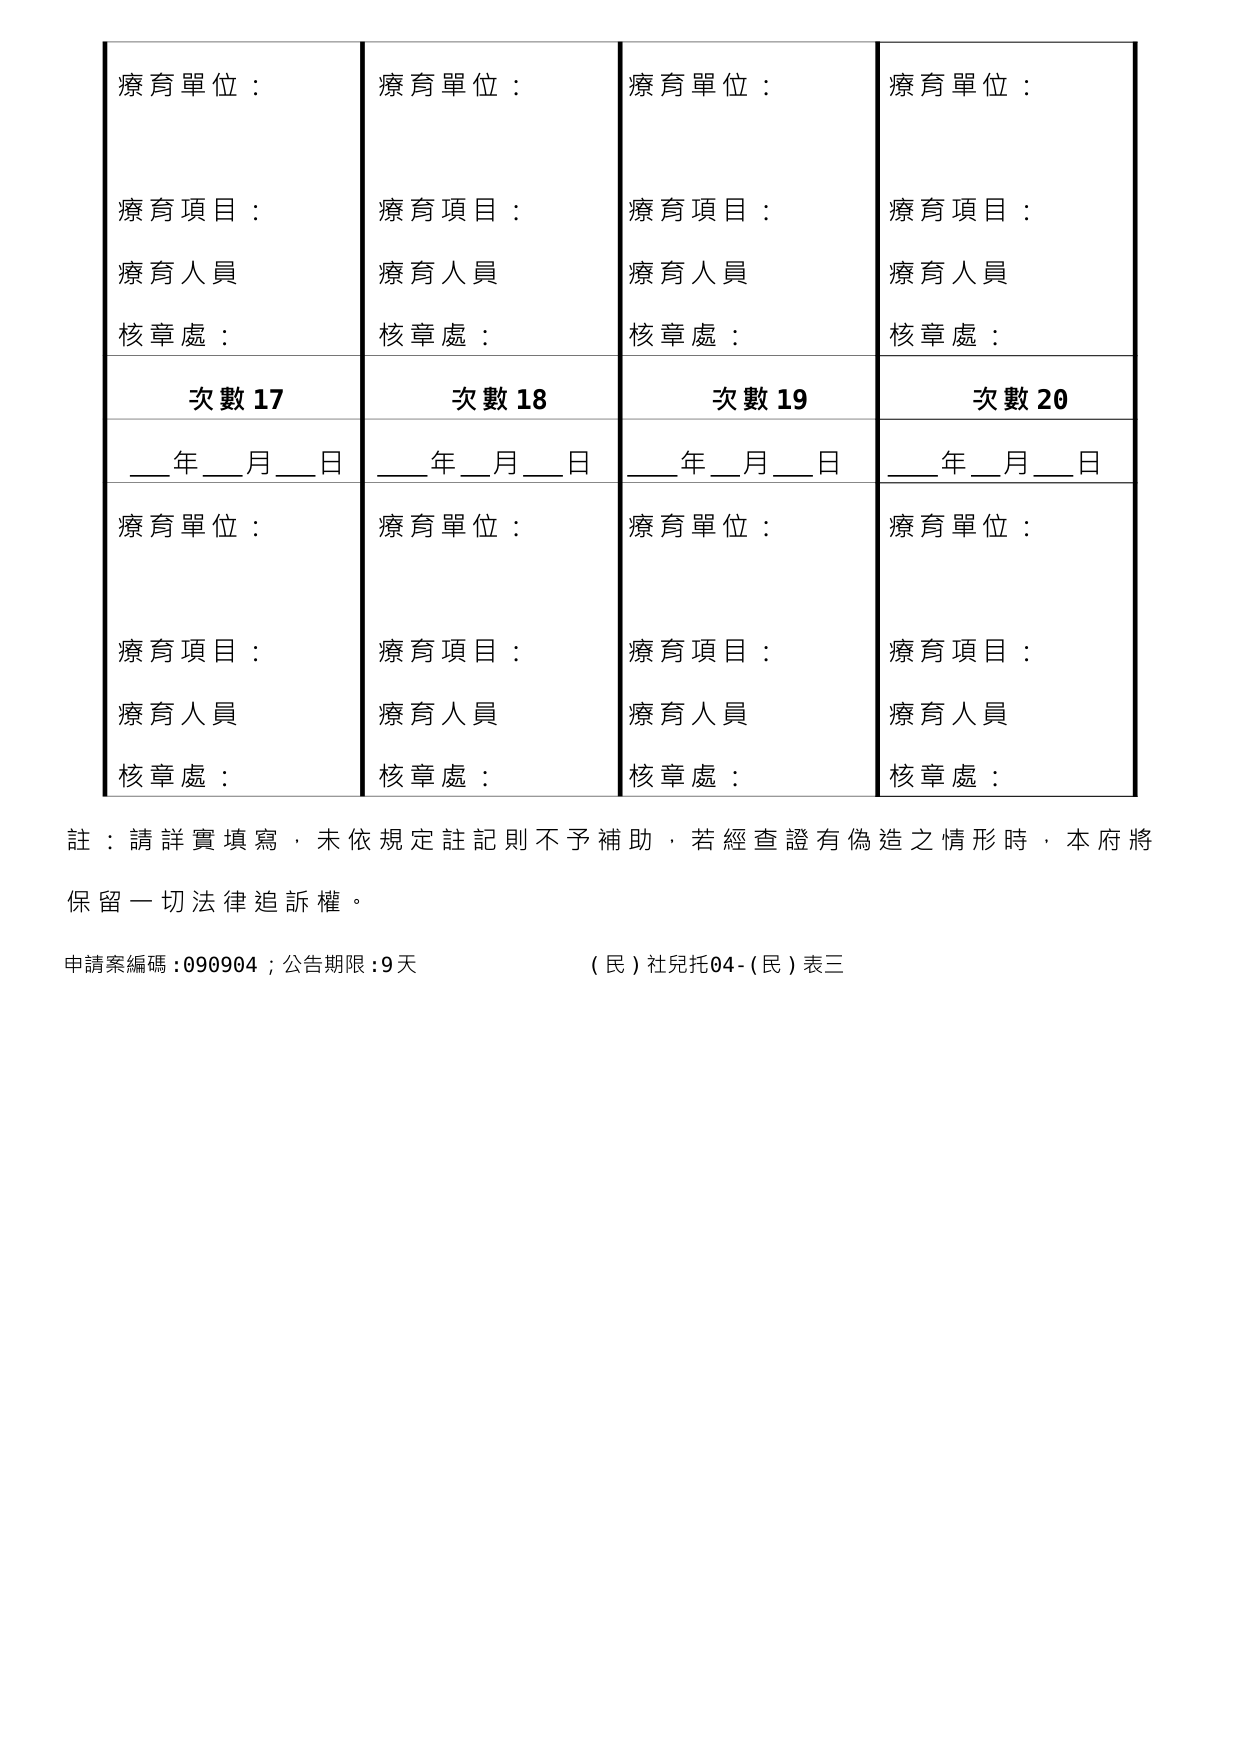 療育單位： 療育單位： 療育單位： 療育單位：
療育項目： 療育項目： 療育項目： 療育項目：
療育人員 療育人員 療育人員 療育人員
核章處： 核章處： 核章處： 核章處：
次數17 次數18 次數19 次數20
___年___月___日 ____年__月___日 ____年__月___日 ____年__月___日
療育單位： 療育單位： 療育單位： 療育單位：
療育項目： 療育項目： 療育項目： 療育項目：
療育人員 療育人員 療育人員 療育人員
核章處： 核章處： 核章處： 核章處：
註：請詳實填寫，未依規定註記則不予補助，若經查證有偽造之情形時，本府將
保留一切法律追訴權。
申請案編碼:090904；公告期限:9天 (民)社兒托04-(民)表三